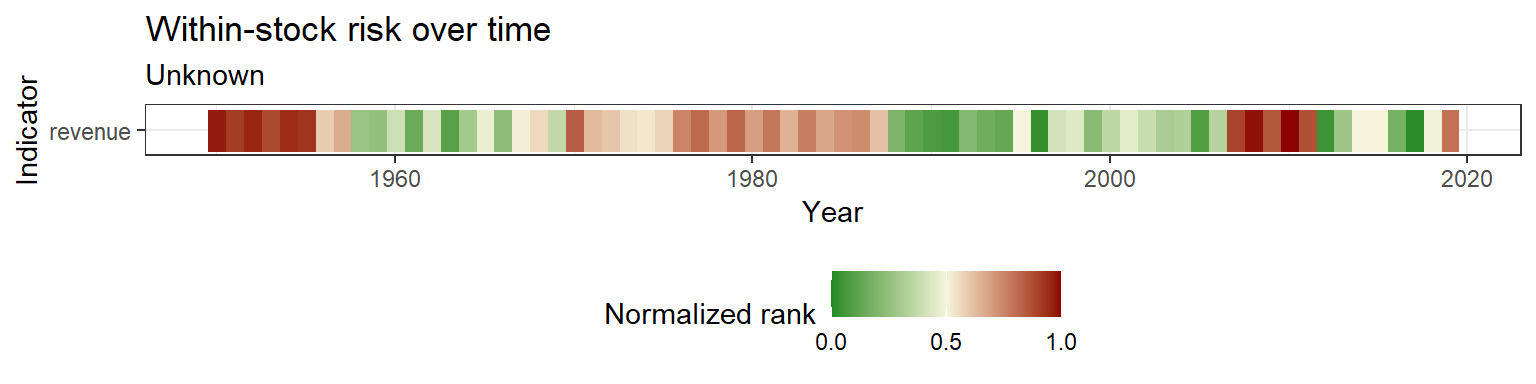 Within-stock risk over time
Unknown
Indicator
revenue
1960 1980 2000 2020
Year
Normalized rank
0.0 0.5 1.0